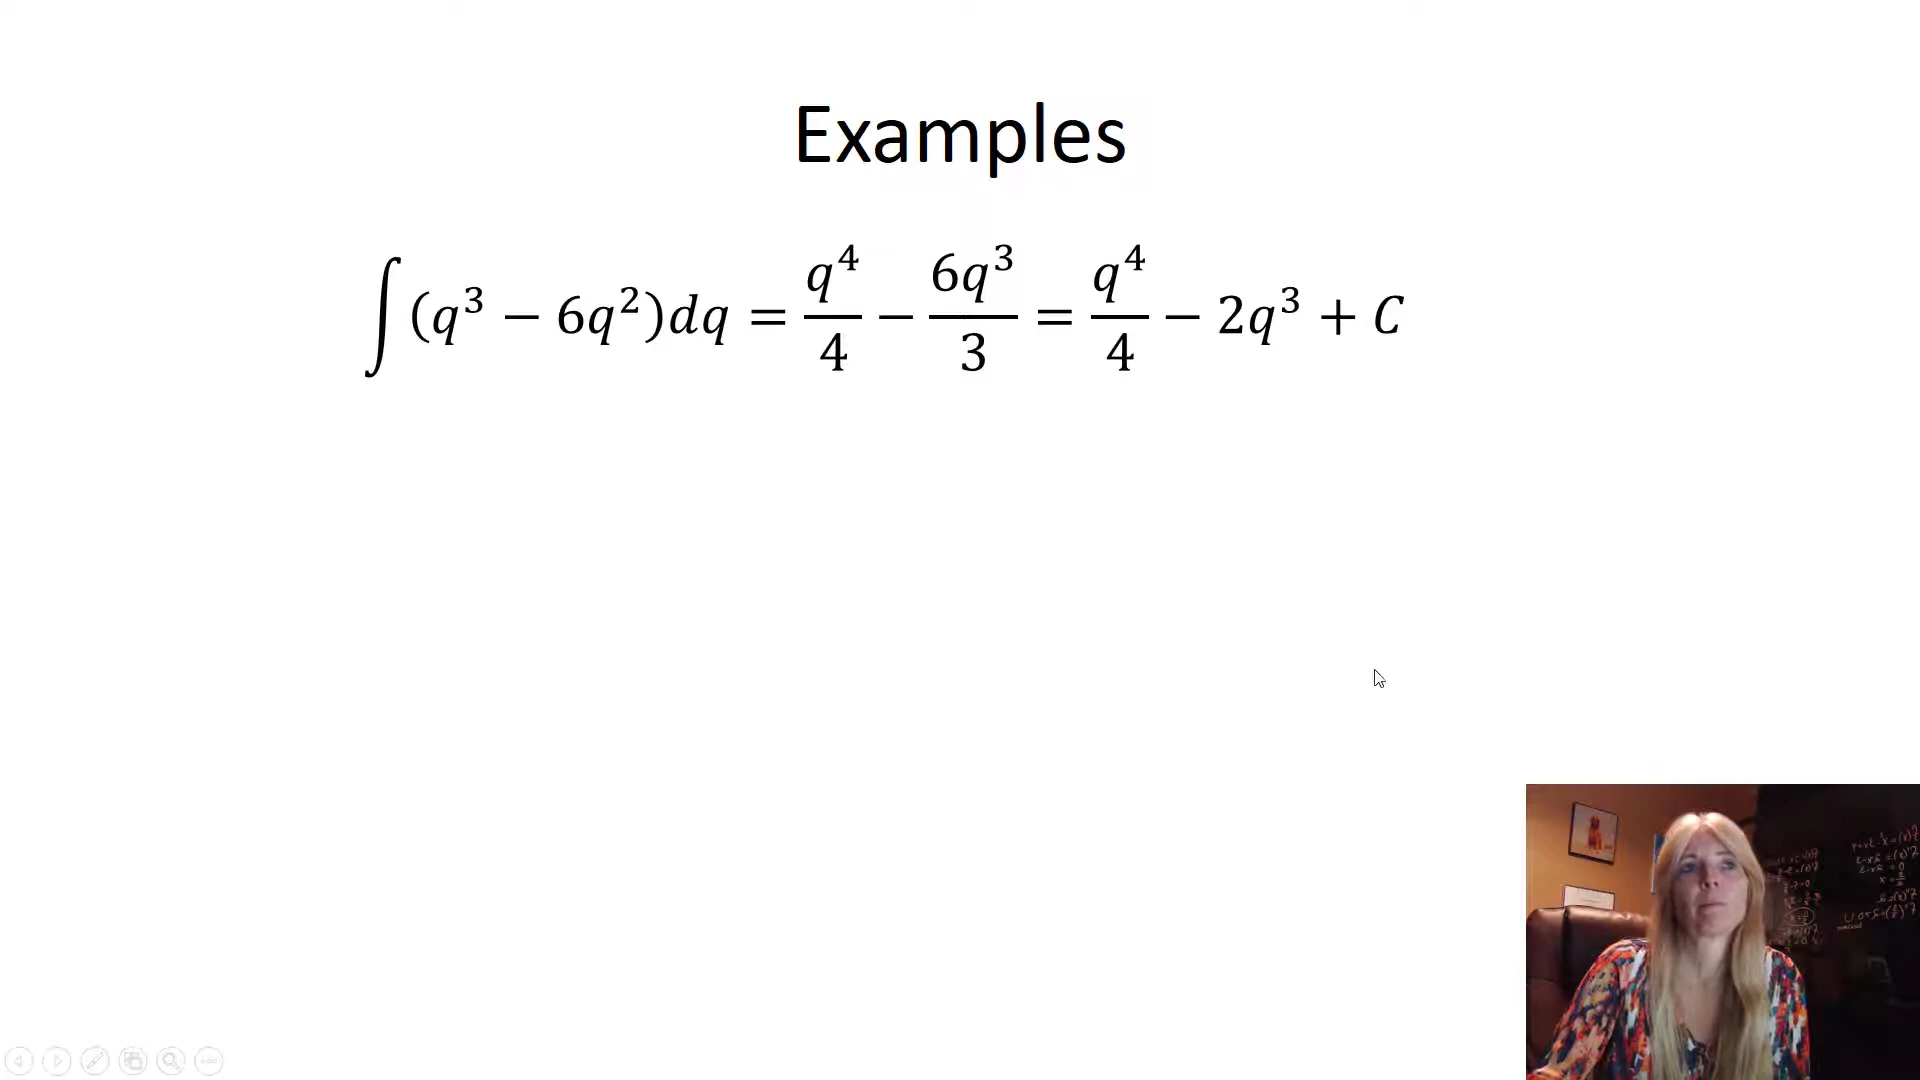 Examples
∫(q³ − 6q²)dq = q⁴/4 − 6q³/3 = q⁴/4 − 2q³ + C